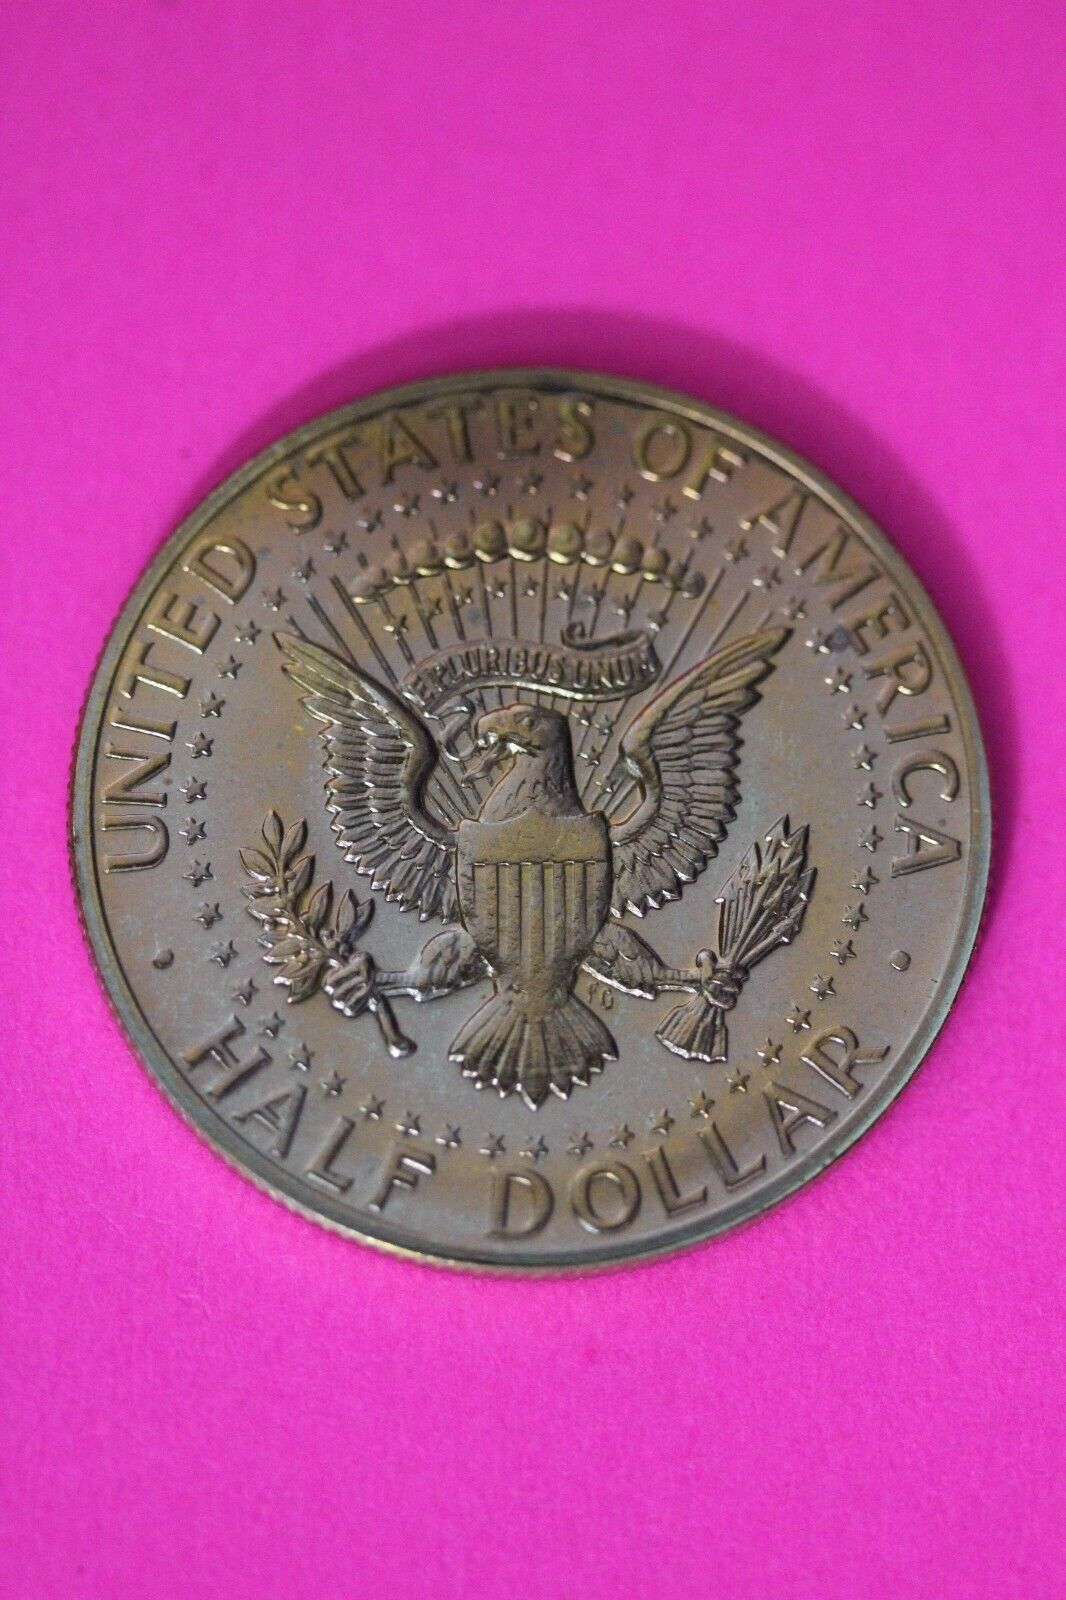 UNITED STATES OF AMERICA
E PLURIBUS UNUM
FG
HALF DOLLAR